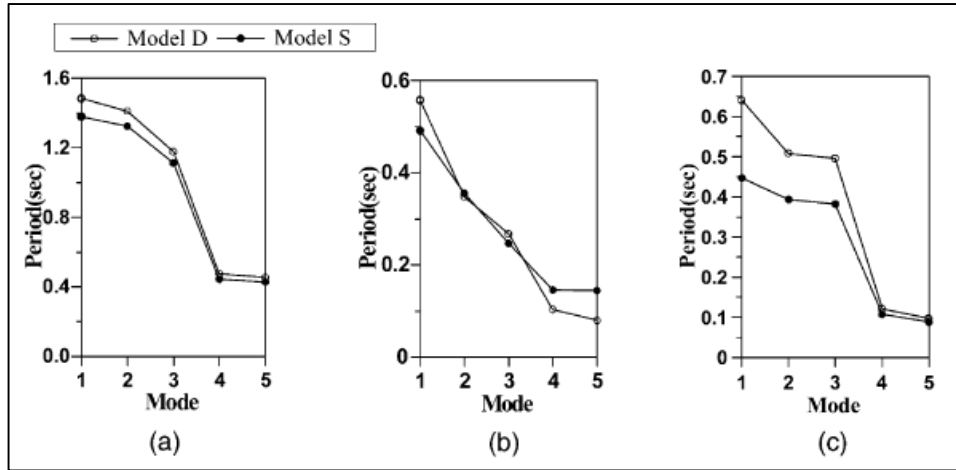 Model D Model S
1.6
1.2
0.8
0.4
0.0
Period(sec)
1 2 3 4 5
Mode
(a)
0.6
0.4
0.2
0
Period(sec)
1 2 3 4 5
Mode
(b)
0.7
0.6
0.5
0.4
0.3
0.2
0.1
0
Period(sec)
1 2 3 4 5
Mode
(c)